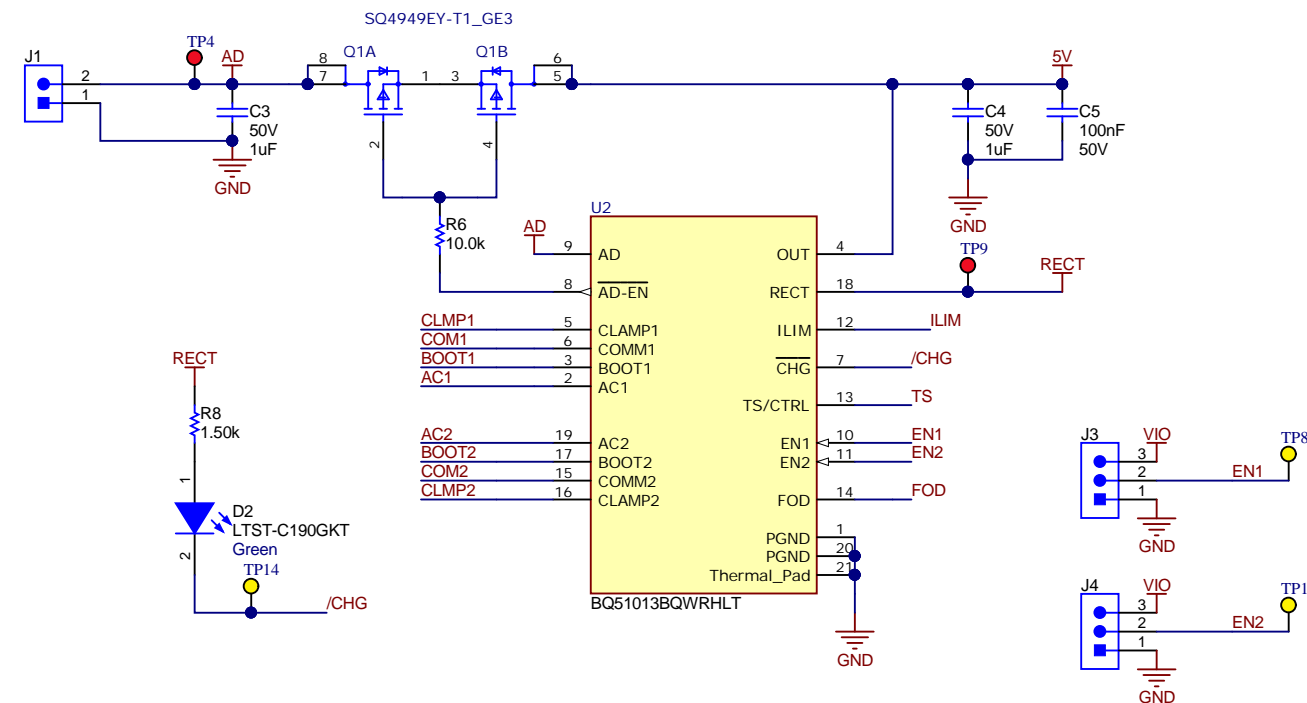 SQ4949EY-T1_GE3
J1
TP4
AD
Q1A
Q1B
5V
2
1
8
7
1
3
6
5
C3
50V
1uF
GND
2
4
C4
50V
1uF
C5
100nF
50V
GND
R6
10.0k
U2
AD
9
AD
8
AD-EN
CLMP1
5
CLAMP1
COM1
6
COMM1
BOOT1
3
BOOT1
AC1
2
AC1
AC2
19
AC2
BOOT2
17
BOOT2
COM2
15
COMM2
CLMP2
16
CLAMP2
OUT
4
TP9
RECT
RECT
18
ILIM
12
ILIM
CHG
7
/CHG
TS/CTRL
13
TS
EN1
10
EN1
EN2
11
EN2
FOD
14
FOD
PGND
1
PGND
20
Thermal_Pad
21
BQ51013BQWRHLT
GND
RECT
R8
1.50k
1
D2
LTST-C190GKT
Green
2
TP14
/CHG
J3
VIO
TP8
3
2
EN1
1
GND
J4
VIO
TP1
3
2
EN2
1
GND